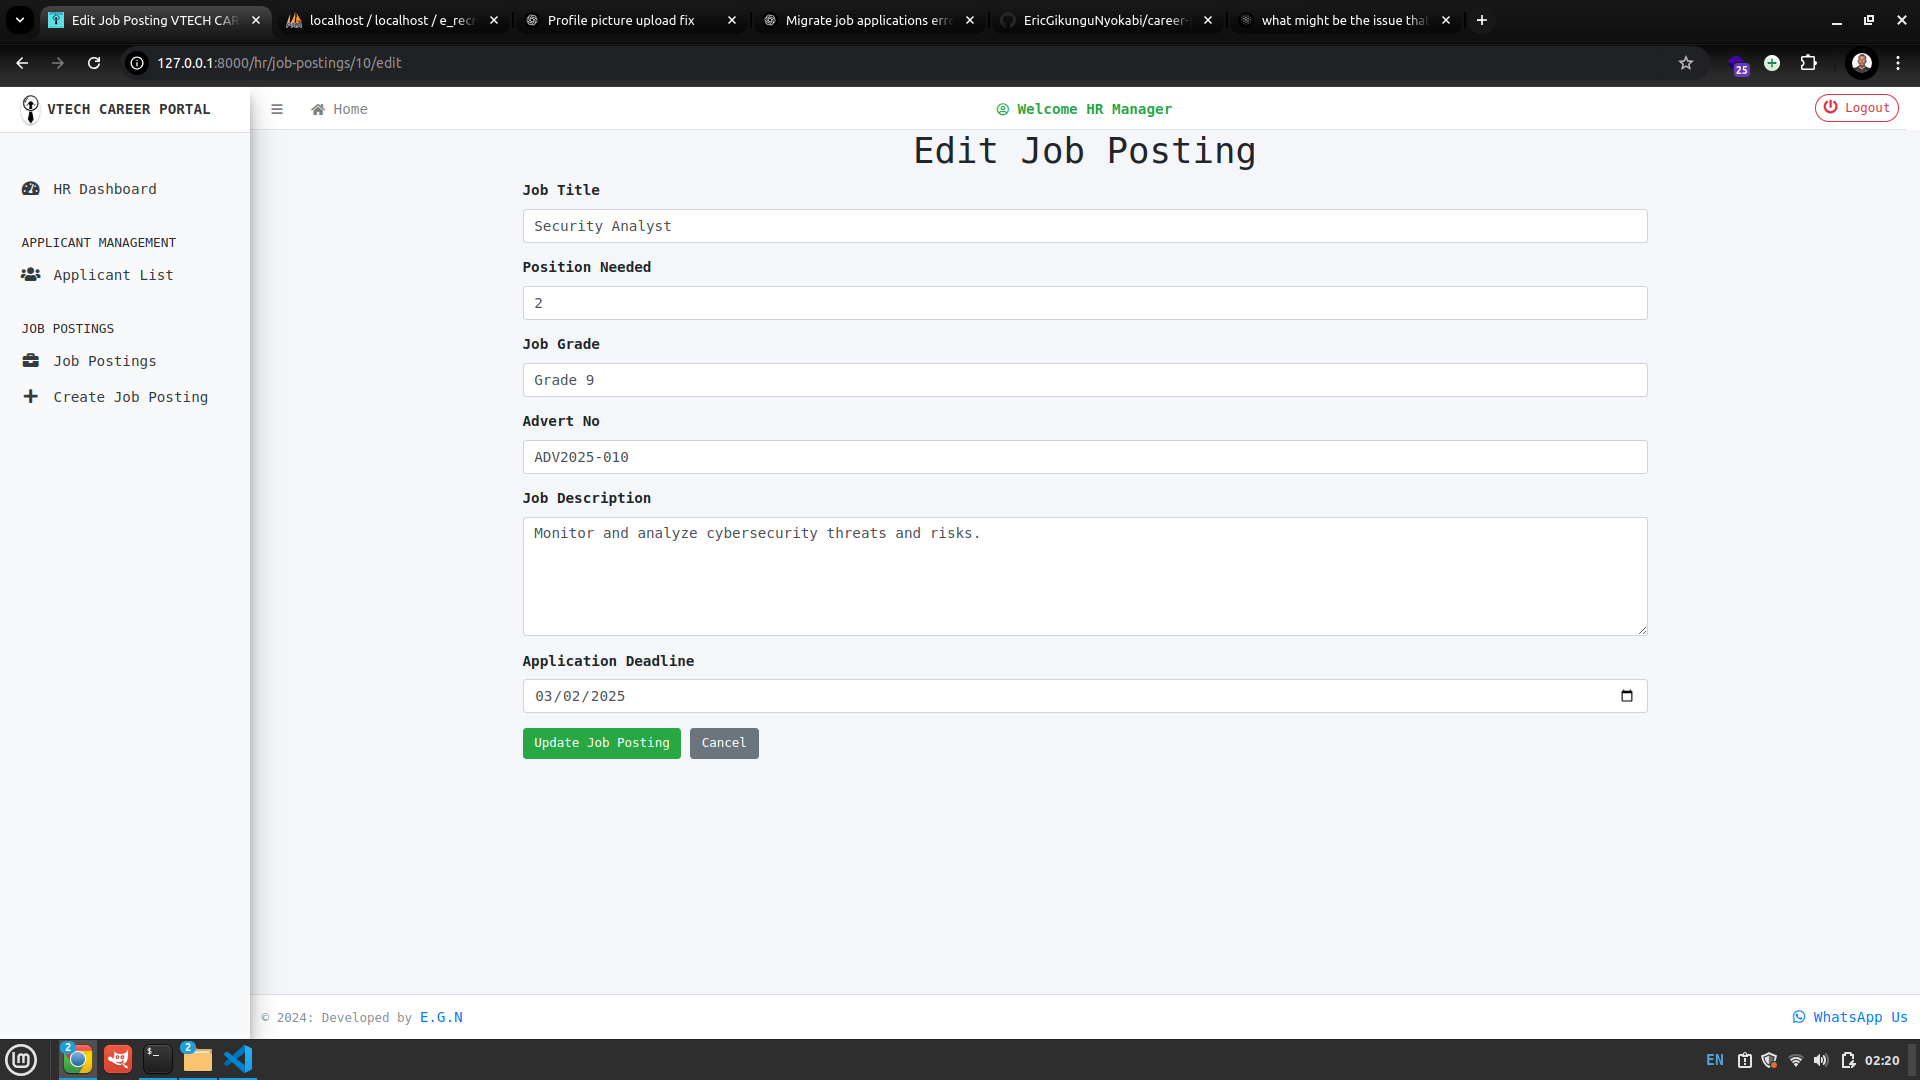 Edit Job Posting VTECH CAR
localhost / localhost / e_recr
Profile picture upload fix
Migrate job applications erro
EricGikunguNyokabi/career-
what might be the issue tha
127.0.0.1:8000/hr/job-postings/10/edit
25
VTECH CAREER PORTAL
Home
Welcome HR Manager
Logout
HR Dashboard
APPLICANT MANAGEMENT
Applicant List
JOB POSTINGS
Job Postings
Create Job Posting
Edit Job Posting
Job Title
Security Analyst
Position Needed
2
Job Grade
Grade 9
Advert No
ADV2025-010
Job Description
Monitor and analyze cybersecurity threats and risks.
Application Deadline
03/02/2025
Update Job Posting
Cancel
© 2024: Developed by E.G.N
WhatsApp Us
2
$_
2
EN
02:20